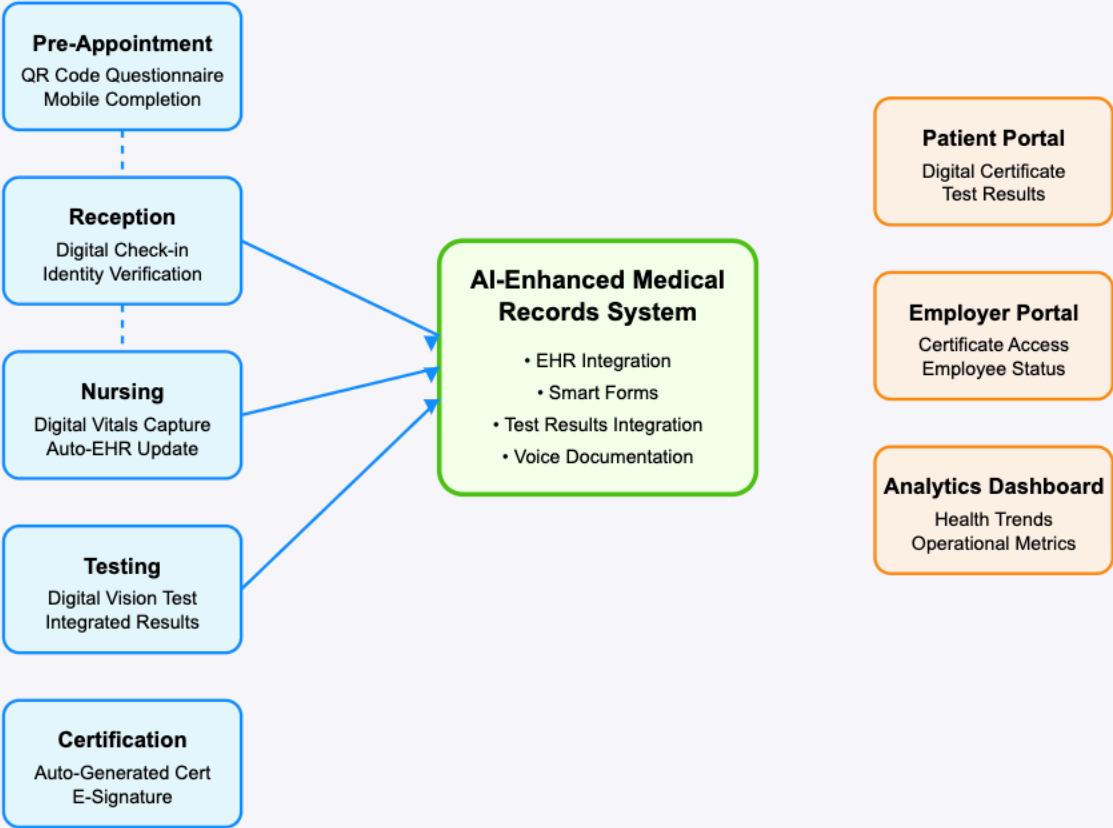 Pre-Appointment
QR Code Questionnaire
Mobile Completion
Reception
Digital Check-in
Identity Verification
Nursing
Digital Vitals Capture
Auto-EHR Update
Testing
Digital Vision Test
Integrated Results
Certification
Auto-Generated Cert
E-Signature
AI-Enhanced Medical
Records System
• EHR Integration
• Smart Forms
• Test Results Integration
• Voice Documentation
Patient Portal
Digital Certificate
Test Results
Employer Portal
Certificate Access
Employee Status
Analytics Dashboard
Health Trends
Operational Metrics